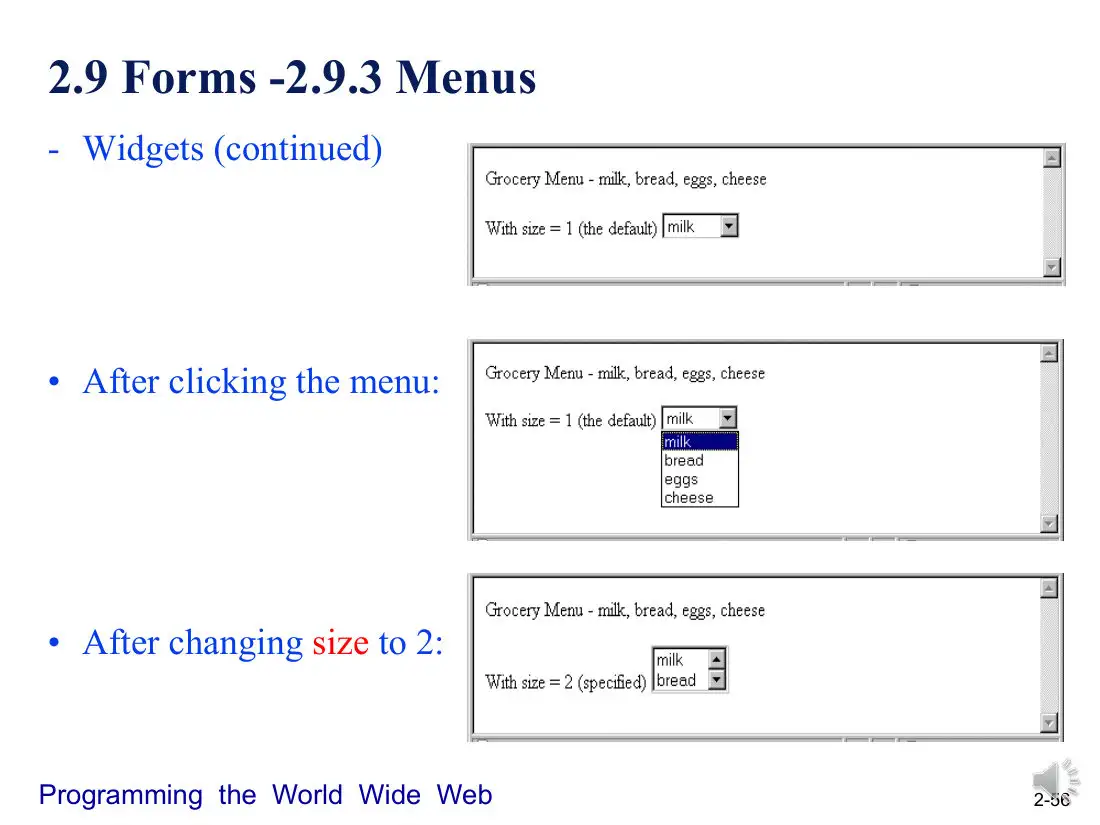 2.9 Forms -2.9.3 Menus
- Widgets (continued)
Grocery Menu - milk, bread, eggs, cheese
With size = 1 (the default) milk
• After clicking the menu:
Grocery Menu - milk, bread, eggs, cheese
With size = 1 (the default) milk
milk
bread
eggs
cheese
• After changing size to 2:
Grocery Menu - milk, bread, eggs, cheese
milk
With size = 2 (specified) bread
Programming the World Wide Web
2-56